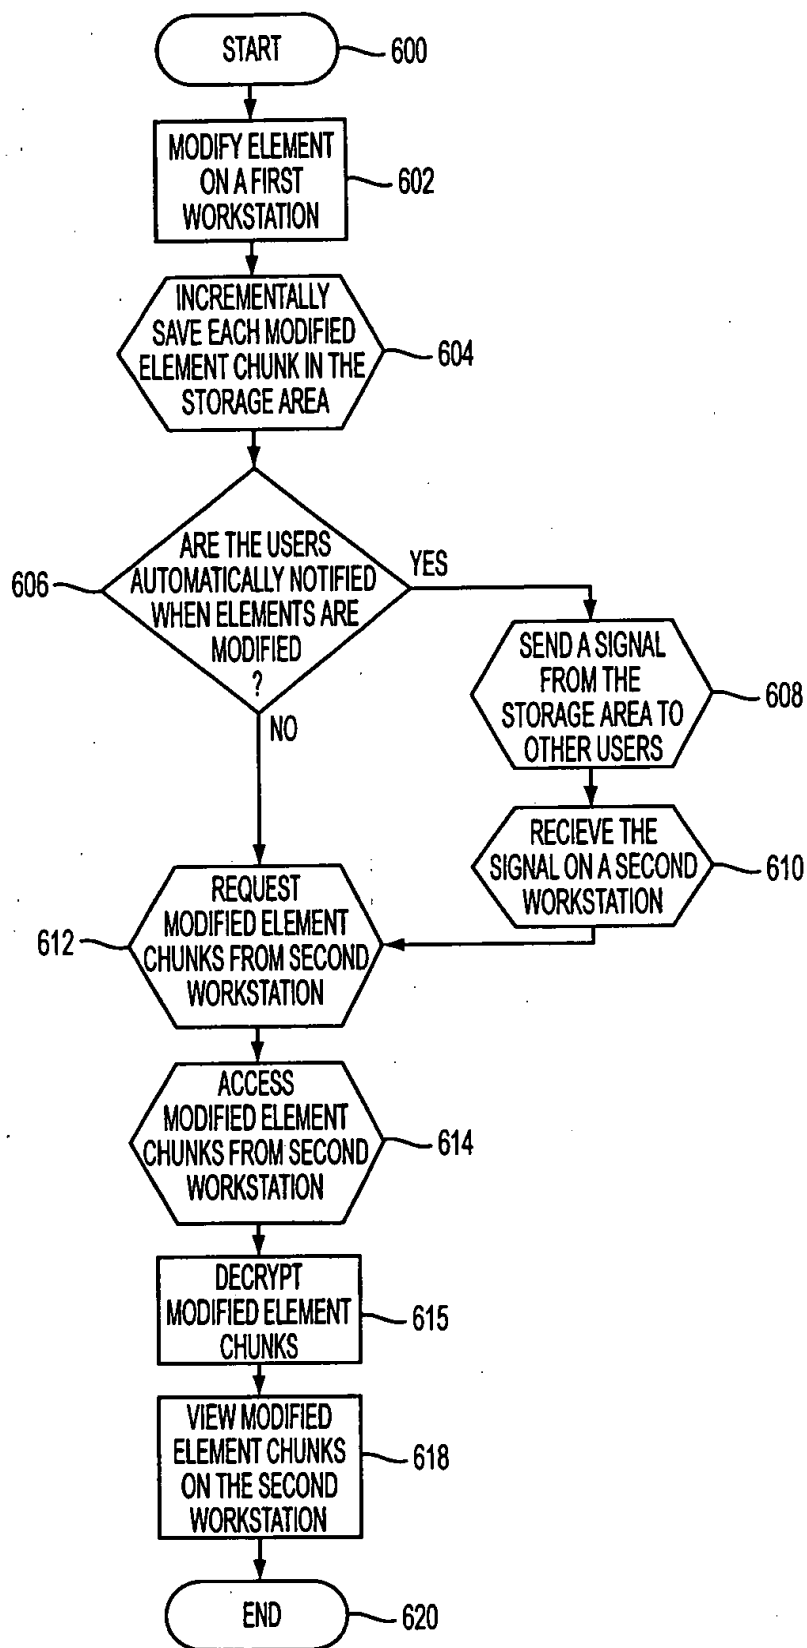 START
600
MODIFY ELEMENT
ON A FIRST
WORKSTATION
602
INCREMENTALLY
SAVE EACH MODIFIED
ELEMENT CHUNK IN THE
STORAGE AREA
604
ARE THE USERS
AUTOMATICALLY NOTIFIED
WHEN ELEMENTS ARE
MODIFIED
?
606
YES
NO
SEND A SIGNAL
FROM THE
STORAGE AREA TO
OTHER USERS
608
RECIEVE THE
SIGNAL ON A SECOND
WORKSTATION
610
REQUEST
MODIFIED ELEMENT
CHUNKS FROM SECOND
WORKSTATION
612
ACCESS
MODIFIED ELEMENT
CHUNKS FROM SECOND
WORKSTATION
614
DECRYPT
MODIFIED ELEMENT
CHUNKS
615
VIEW MODIFIED
ELEMENT CHUNKS
ON THE SECOND
WORKSTATION
618
END
620